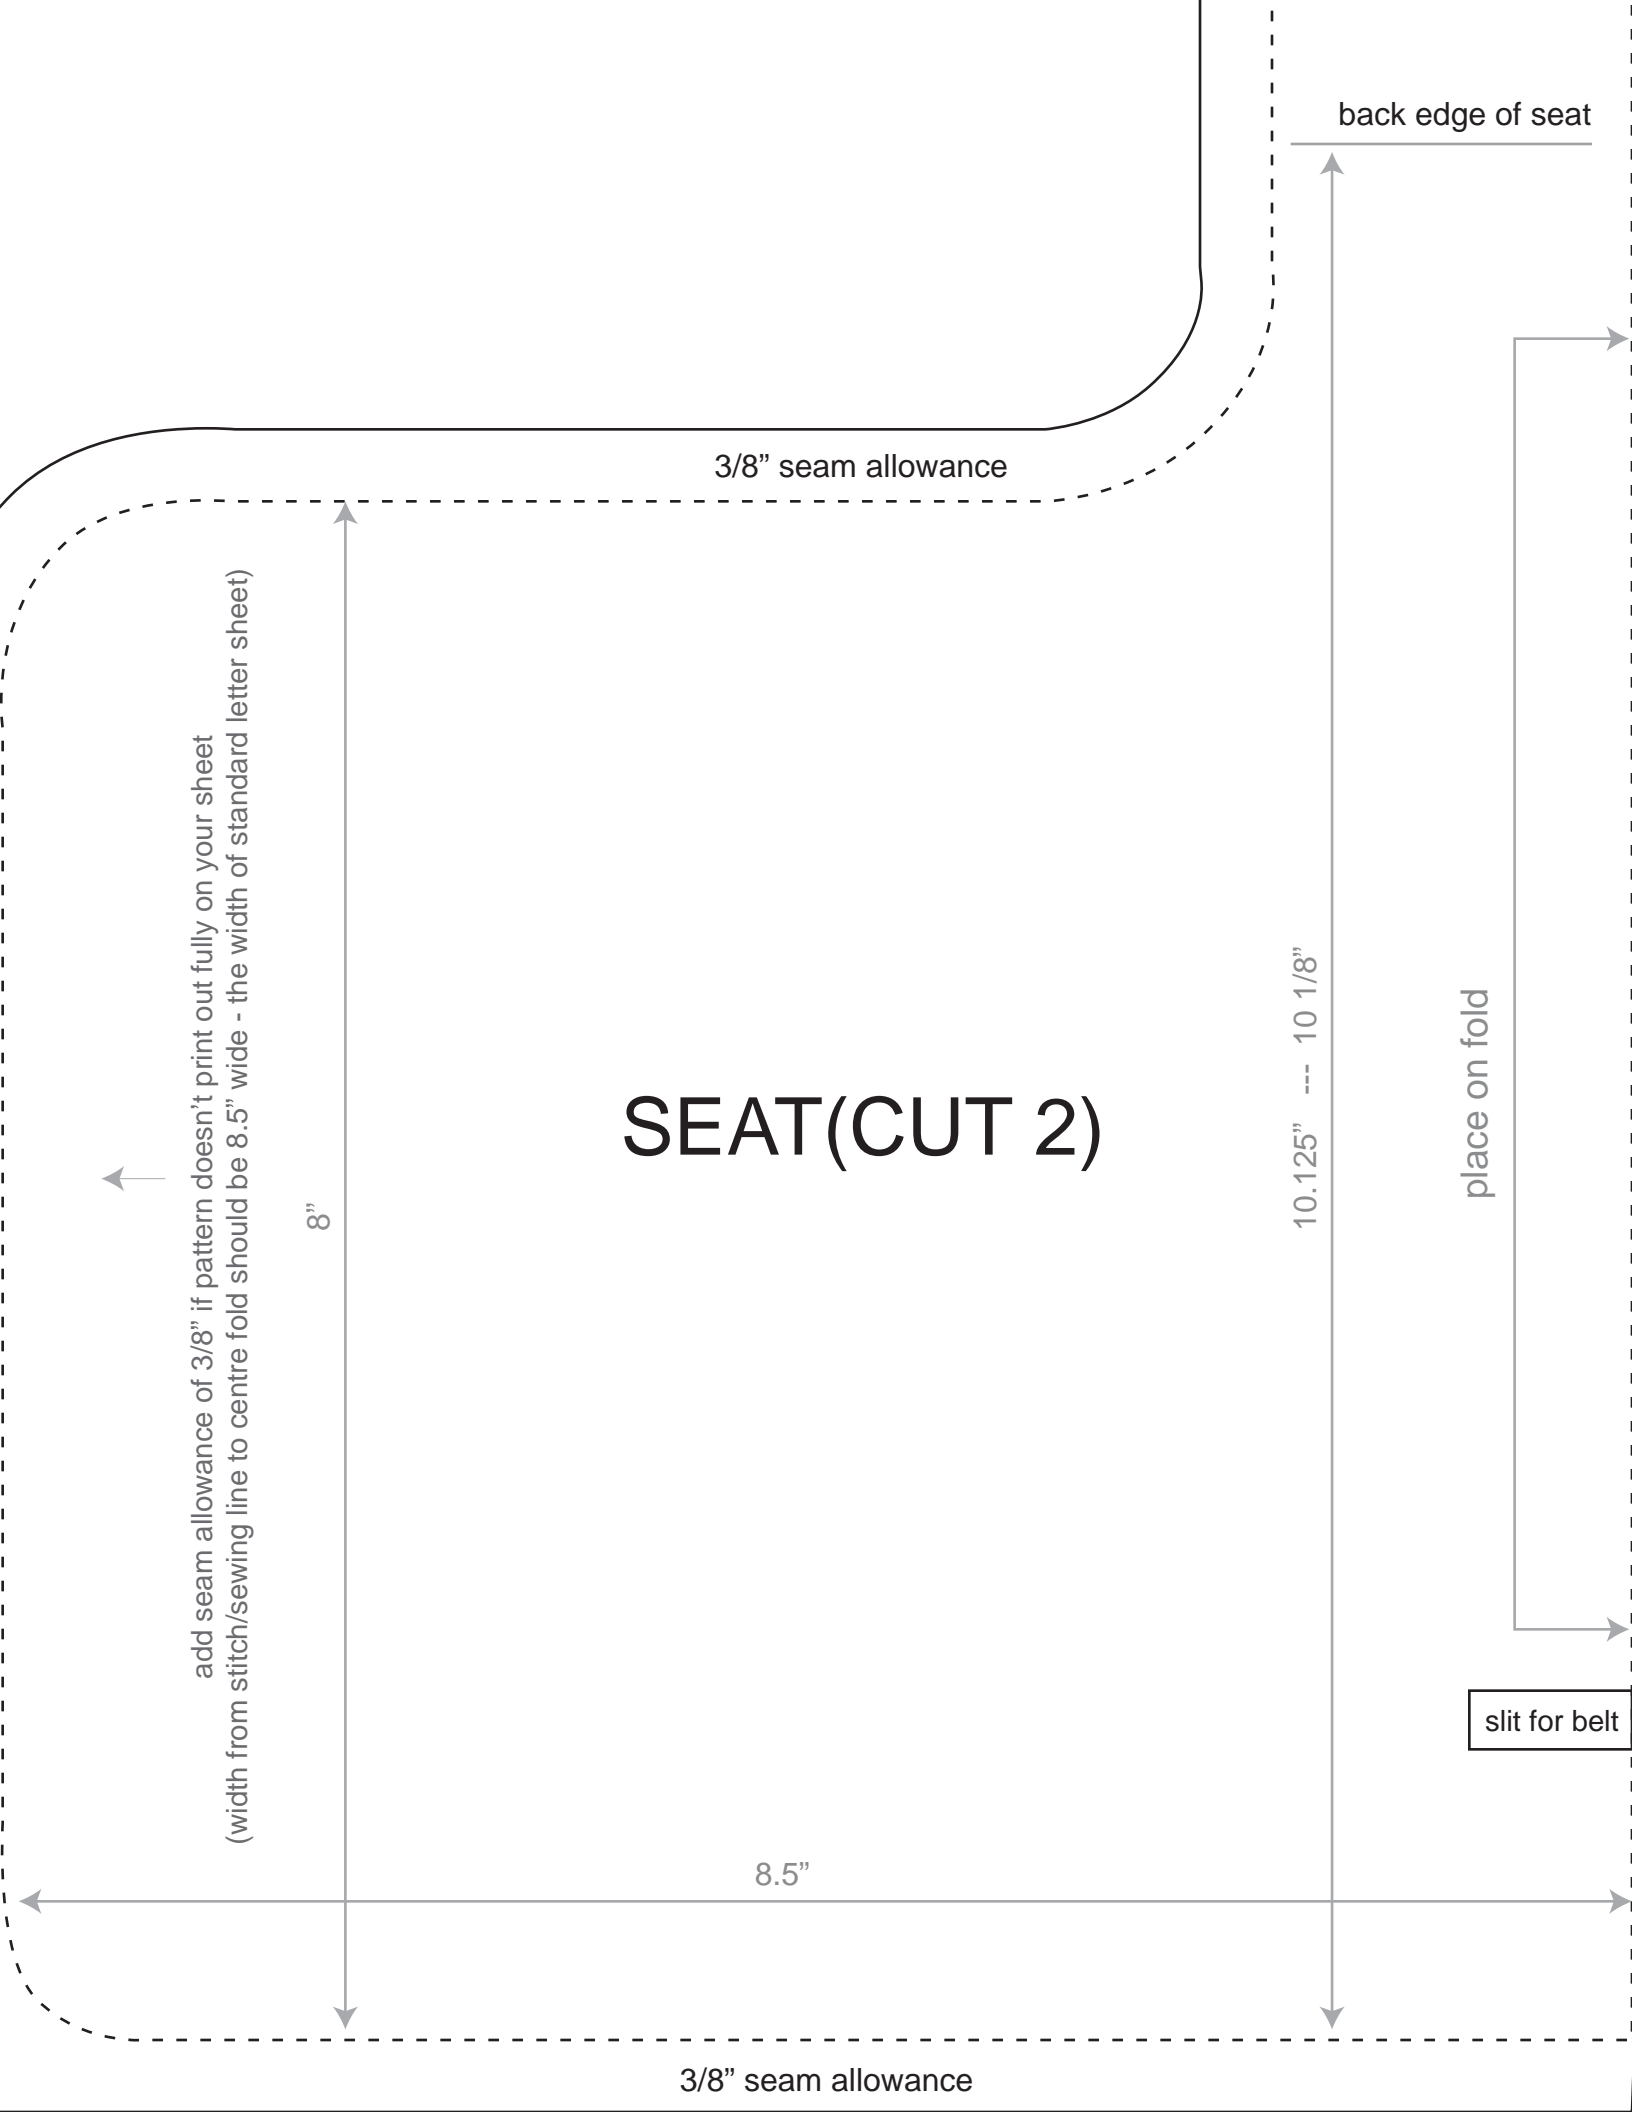 back edge of seat
3/8” seam allowance
add seam allowance of 3/8” if pattern doesn’t print out fully on your sheet
(width from stitch/sewing line to centre fold should be 8.5” wide - the width of standard letter sheet)
8”
SEAT(CUT 2)
10.125” --- 10 1/8”
place on fold
slit for belt
8.5”
3/8” seam allowance